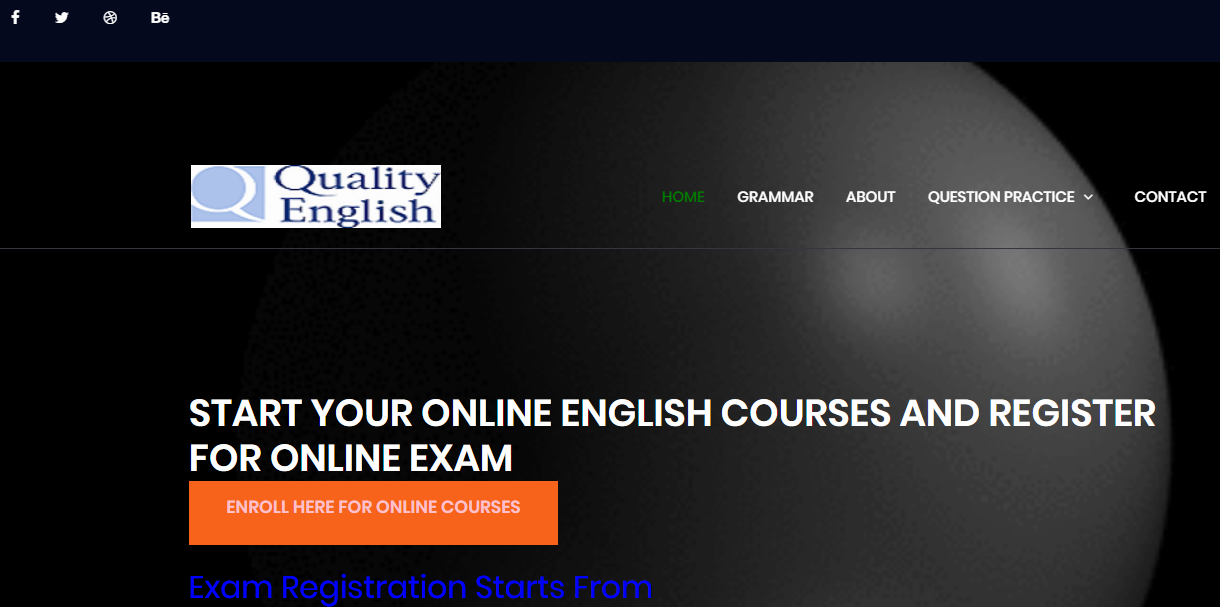 Bē
Quality
English
HOME GRAMMAR ABOUT QUESTION PRACTICE CONTACT
START YOUR ONLINE ENGLISH COURSES AND REGISTER
FOR ONLINE EXAM
ENROLL HERE FOR ONLINE COURSES
Exam Registration Starts From